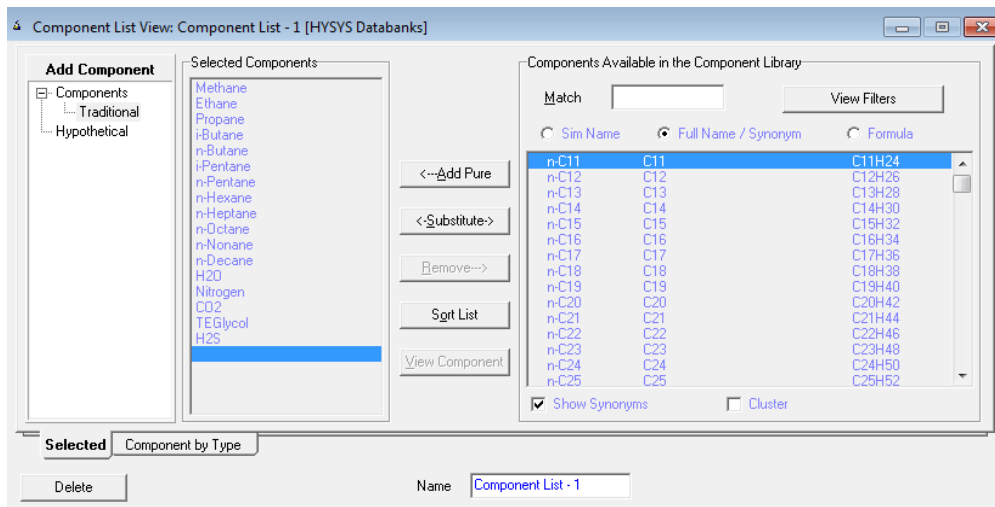 Component List View: Component List - 1 [HYSYS Databanks]
Add Component
Components
Traditional
Hypothetical
Selected Components
Methane
Ethane
Propane
i-Butane
n-Butane
i-Pentane
n-Pentane
n-Hexane
n-Heptane
n-Octane
n-Nonane
n-Decane
H2O
Nitrogen
CO2
TEGlycol
H2S
<---Add Pure
<-Substitute->
Remove--->
Sort List
View Component
Components Available in the Component Library
Match
View Filters
Sim Name Full Name / Synonym Formula
n-C11 C11 C11H24
n-C12 C12 C12H26
n-C13 C13 C13H28
n-C14 C14 C14H30
n-C15 C15 C15H32
n-C16 C16 C16H34
n-C17 C17 C17H36
n-C18 C18 C18H38
n-C19 C19 C19H40
n-C20 C20 C20H42
n-C21 C21 C21H44
n-C22 C22 C22H46
n-C23 C23 C23H48
n-C24 C24 C24H50
n-C25 C25 C25H52
Show Synonyms Cluster
Selected Component by Type
Delete Name Component List - 1